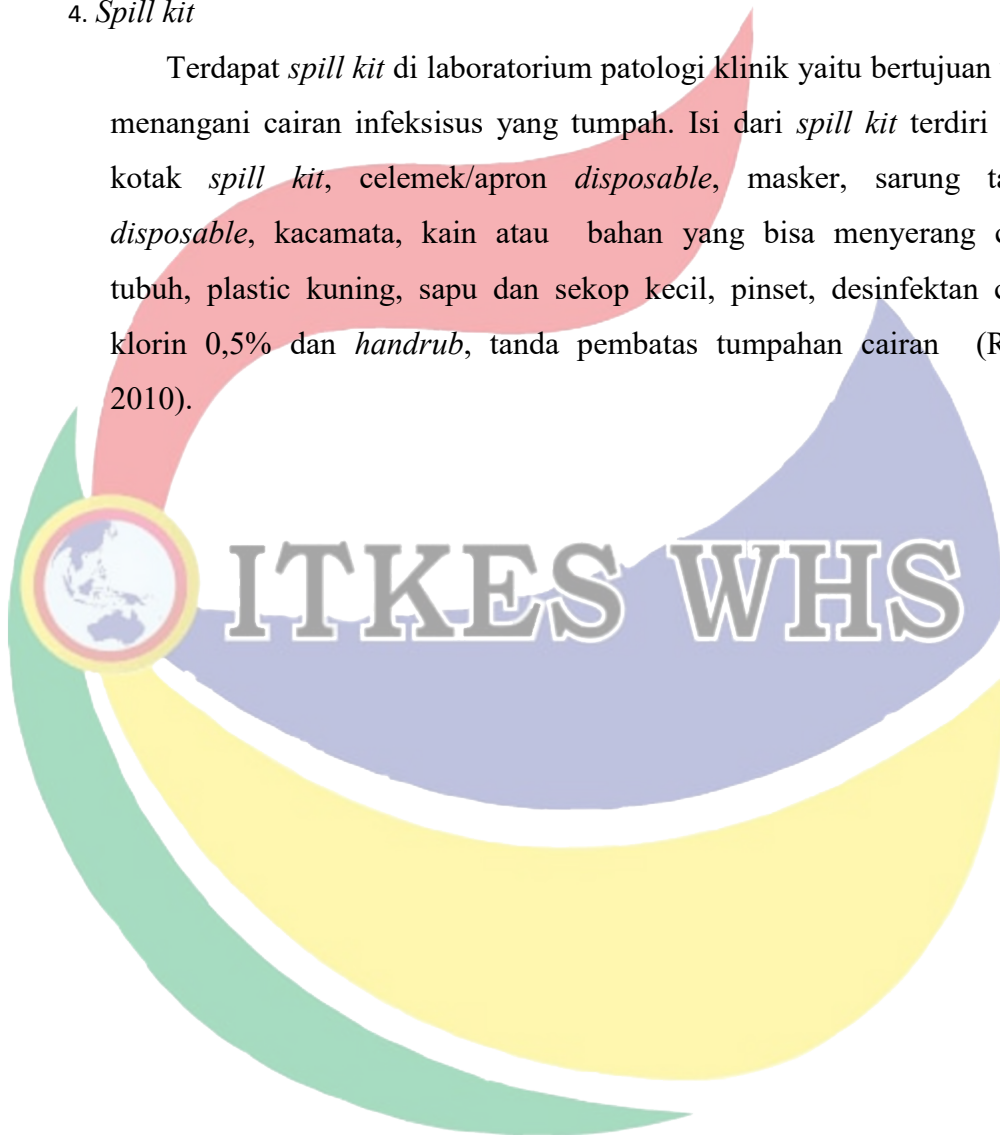 4. Spill kit
Terdapat spill kit di laboratorium patologi klinik yaitu bertujuan
menangani cairan infeksisus yang tumpah. Isi dari spill kit terdiri
kotak spill kit, celemek/apron disposable, masker, sarung
disposable, kacamata, kain atau bahan yang bisa menyerang
tubuh, plastic kuning, sapu dan sekop kecil, pinset, desinfektan
klorin 0,5% dan handrub, tanda pembatas tumpahan cairan
2010).
ITKES WHS